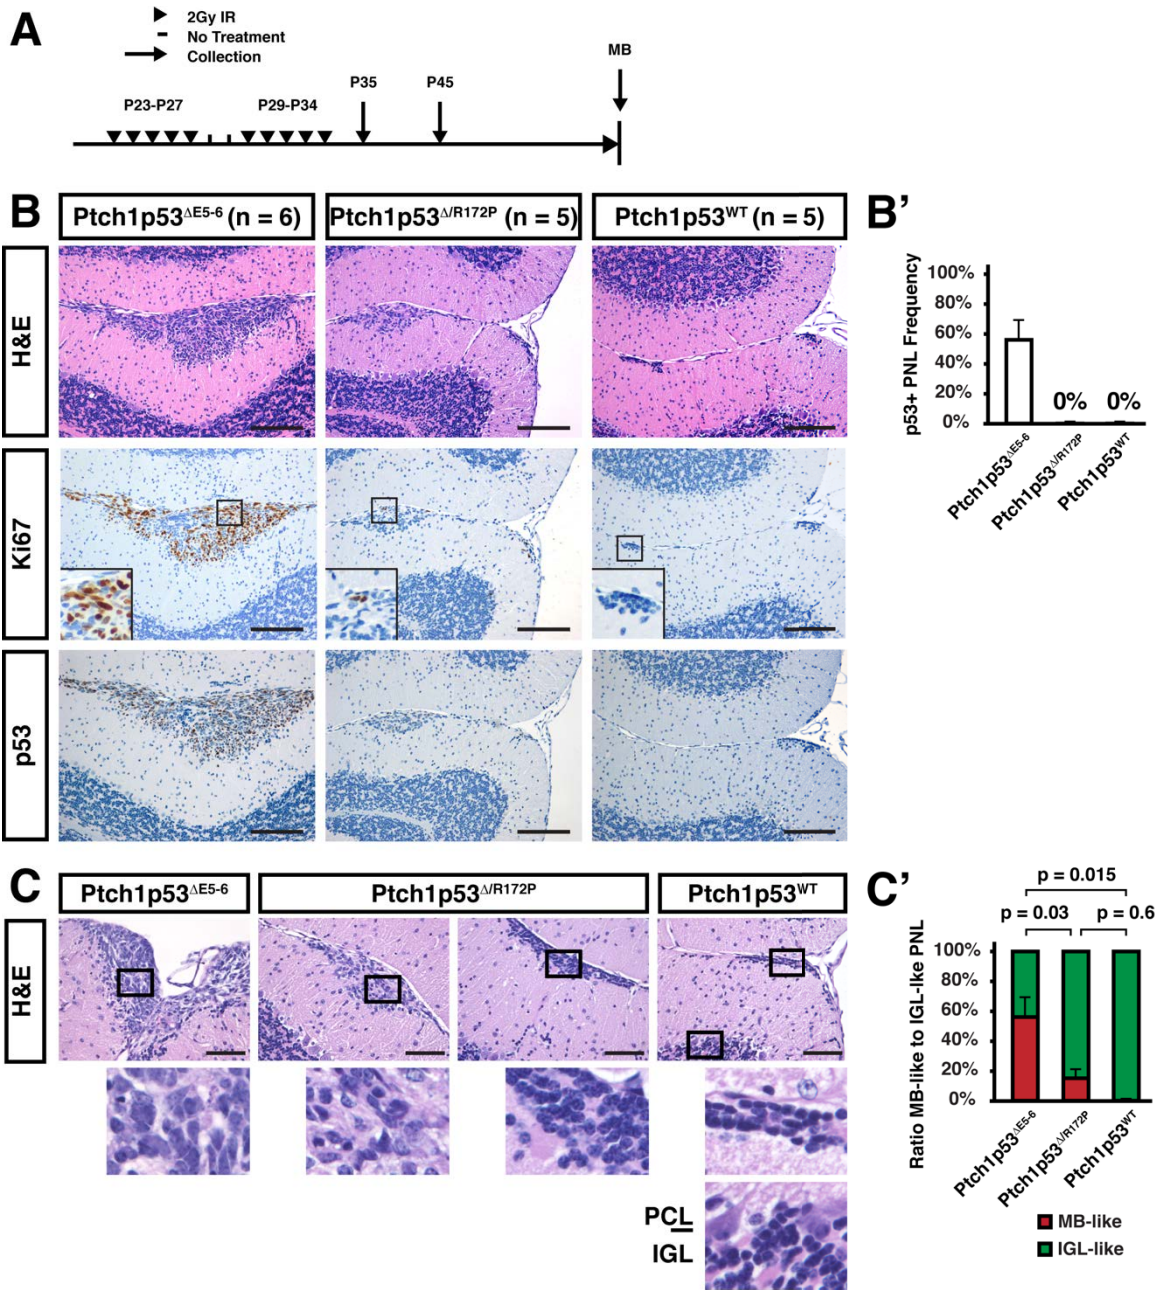 A
2Gy IR
No Treatment
Collection
MB
P35
P45
P23-P27
P29-P34
B
Ptch1p53ΔE5-6 (n = 6)
Ptch1p53Δ/R172P (n = 5)
Ptch1p53WT (n = 5)
B'
H&E
Ki67
p53
p53+ PNL Frequency
100%
80%
60%
40%
20%
0%
0%
0%
Ptch1p53ΔE5-6
Ptch1p53Δ/R172P
Ptch1p53WT
C
Ptch1p53ΔE5-6
Ptch1p53Δ/R172P
Ptch1p53WT
H&E
PCL
IGL
C'
p = 0.015
p = 0.03
p = 0.6
Ratio MB-like to IGL-like PNL
100%
80%
60%
40%
20%
0%
Ptch1p53ΔE5-6
Ptch1p53Δ/R172P
Ptch1p53WT
MB-like
IGL-like